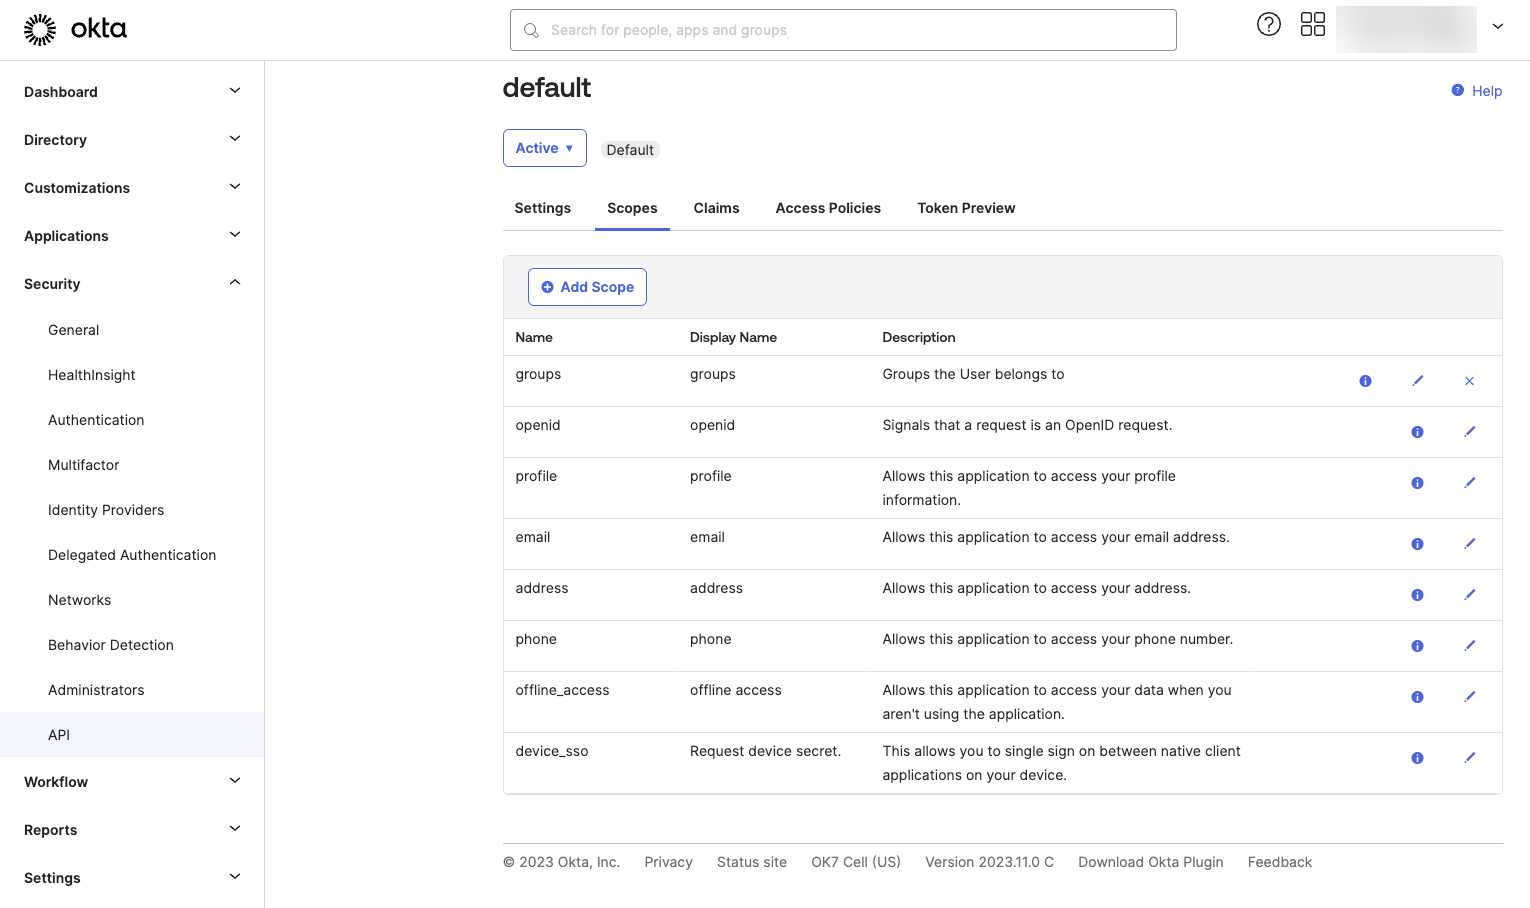 okta
Search for people, apps and groups
Dashboard
Directory
Customizations
Applications
Security
General
HealthInsight
Authentication
Multifactor
Identity Providers
Delegated Authentication
Networks
Behavior Detection
Administrators
API
Workflow
Reports
Settings
default
Help
Active
Default
Settings Scopes Claims Access Policies Token Preview
Add Scope
Name Display Name Description
groups groups Groups the User belongs to
openid openid Signals that a request is an OpenID request.
profile profile Allows this application to access your profile
information.
email email Allows this application to access your email address.
address address Allows this application to access your address.
phone phone Allows this application to access your phone number.
offline_access offline access Allows this application to access your data when you
aren't using the application.
device_sso Request device secret. This allows you to single sign on between native client
applications on your device.
© 2023 Okta, Inc. Privacy Status site OK7 Cell (US) Version 2023.11.0 C Download Okta Plugin Feedback